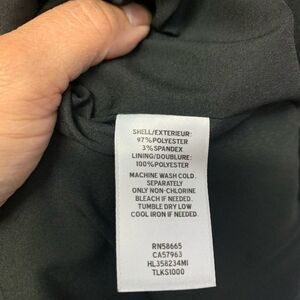 SHELL/EXTERIEUR:
97%POLYESTER
3%SPANDEX
LINING/DOUBLURE:
100%POLYESTER
MACHINE WASH COLD.
SEPARATELY
ONLY NON-CHLORINE
BLEACH IF NEEDED.
TUMBLE DRY LOW
COOL IRON IF NEEDED.
RN58665
CA57963
HL358234MI
TLKS1000